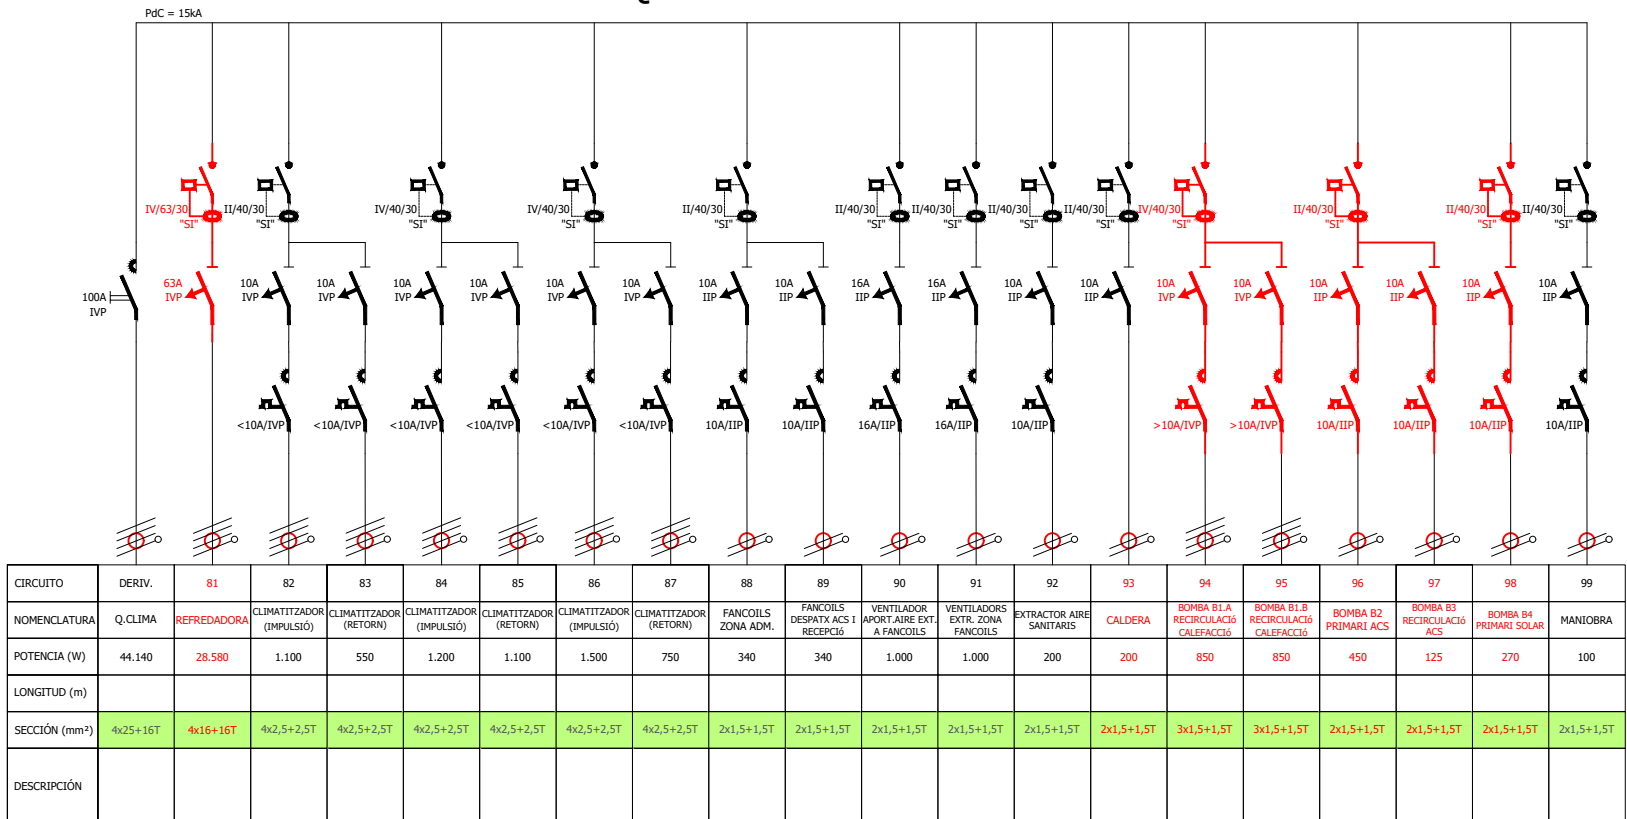 PdC = 15kA
IV/63/30 "SI"
II/40/30 "SI"
IV/40/30 "SI"
IV/40/30 "SI"
II/40/30 "SI"
II/40/30 "SI"
II/40/30 "SI"
II/40/30 "SI"
II/40/30 "SI"
IV/40/30 "SI"
II/40/30 "SI"
II/40/30 "SI"
II/40/30 "SI"
100A IVP
63A IVP
10A IVP
10A IVP
10A IVP
10A IVP
10A IVP
10A IVP
10A IIP
10A IIP
16A IIP
16A IIP
10A IIP
10A IIP
10A IVP
10A IVP
10A IIP
10A IIP
10A IIP
10A IIP
<10A/IVP <10A/IVP <10A/IVP <10A/IVP <10A/IVP <10A/IVP 10A/IIP 10A/IIP 16A/IIP 16A/IIP 10A/IIP >10A/IVP >10A/IVP 10A/IIP 10A/IIP 10A/IIP 10A/IIP
CIRCUITO DERIV. 81 82 83 84 85 86 87 88 89 90 91 92 93 94 95 96 97 98 99
NOMENCLATURA
Q.CLIMA
REFREDADORA
CLIMATITZADOR
(IMPULSIÓ)
CLIMATITZADOR
(RETORN)
CLIMATITZADOR
(IMPULSIÓ)
CLIMATITZADOR
(RETORN)
CLIMATITZADOR
(IMPULSIÓ)
CLIMATITZADOR
(RETORN)
FANCOILS
ZONA ADM.
FANCOILS
DESPATX ACS I
RECEPCIó
VENTILADOR
APORT.AIRE EXT.
A FANCOILS
VENTILADORS
EXTR. ZONA
FANCOILS
EXTRACTOR AIRE
SANITARIS
CALDERA
BOMBA B1.A
RECIRCULACIó
CALEFACCIÓ
BOMBA B1.B
RECIRCULACIó
CALEFACCIÓ
BOMBA B2
PRIMARI ACS
BOMBA B3
RECIRCULACIó
ACS
BOMBA B4
PRIMARI SOLAR
MANIOBRA
POTENCIA (W) 44.140 28.580 1.100 550 1.200 1.100 1.500 750 340 340 1.000 1.000 200 200 850 850 450 125 270 100
LONGITUD (m)
SECCIÓN (mm²) 4x25+16T 4x16+16T 4x2,5+2,5T 4x2,5+2,5T 4x2,5+2,5T 4x2,5+2,5T 4x2,5+2,5T 4x2,5+2,5T 2x1,5+1,5T 2x1,5+1,5T 2x1,5+1,5T 2x1,5+1,5T 2x1,5+1,5T 2x1,5+1,5T 3x1,5+1,5T 3x1,5+1,5T 2x1,5+1,5T 2x1,5+1,5T 2x1,5+1,5T 2x1,5+1,5T
DESCRIPCIÓN